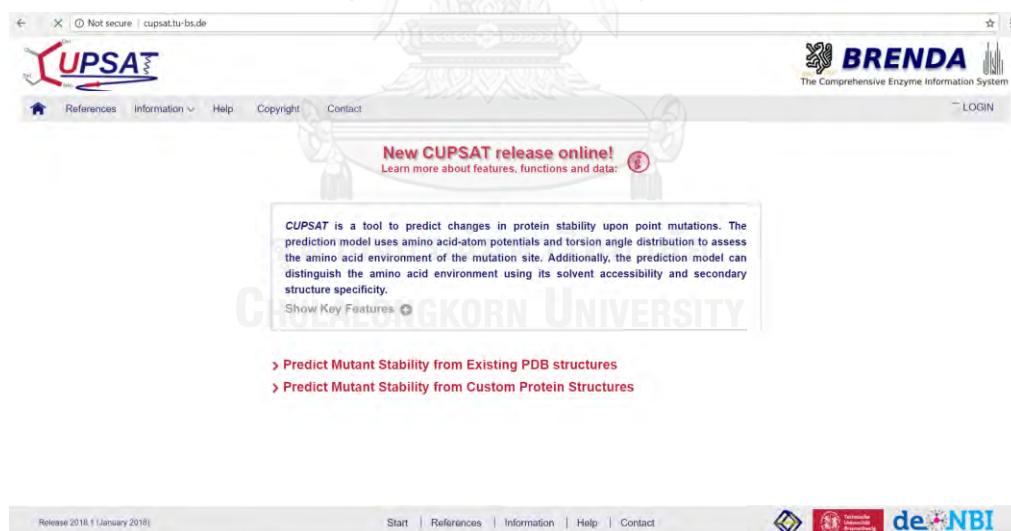 Not secure | cupsat.tu-bs.de
CUPSAT
BRENDA
The Comprehensive Enzyme Information System
References Information Help Copyright Contact
LOGIN
New CUPSAT release online!
Learn more about features, functions and data:
CUPSAT is a tool to predict changes in protein stability upon point mutations. The
prediction model uses amino acid-atom potentials and torsion angle distribution to assess
the amino acid environment of the mutation site. Additionally, the prediction model can
distinguish the amino acid environment using its solvent accessibility and secondary
structure specificity.
Show Key Features
CHULALONGKORN UNIVERSITY
> Predict Mutant Stability from Existing PDB structures
> Predict Mutant Stability from Custom Protein Structures
Release 2018.1 (January 2018)
Start | References | Information | Help | Contact
Technische
Universität
Braunschweig
de NBI